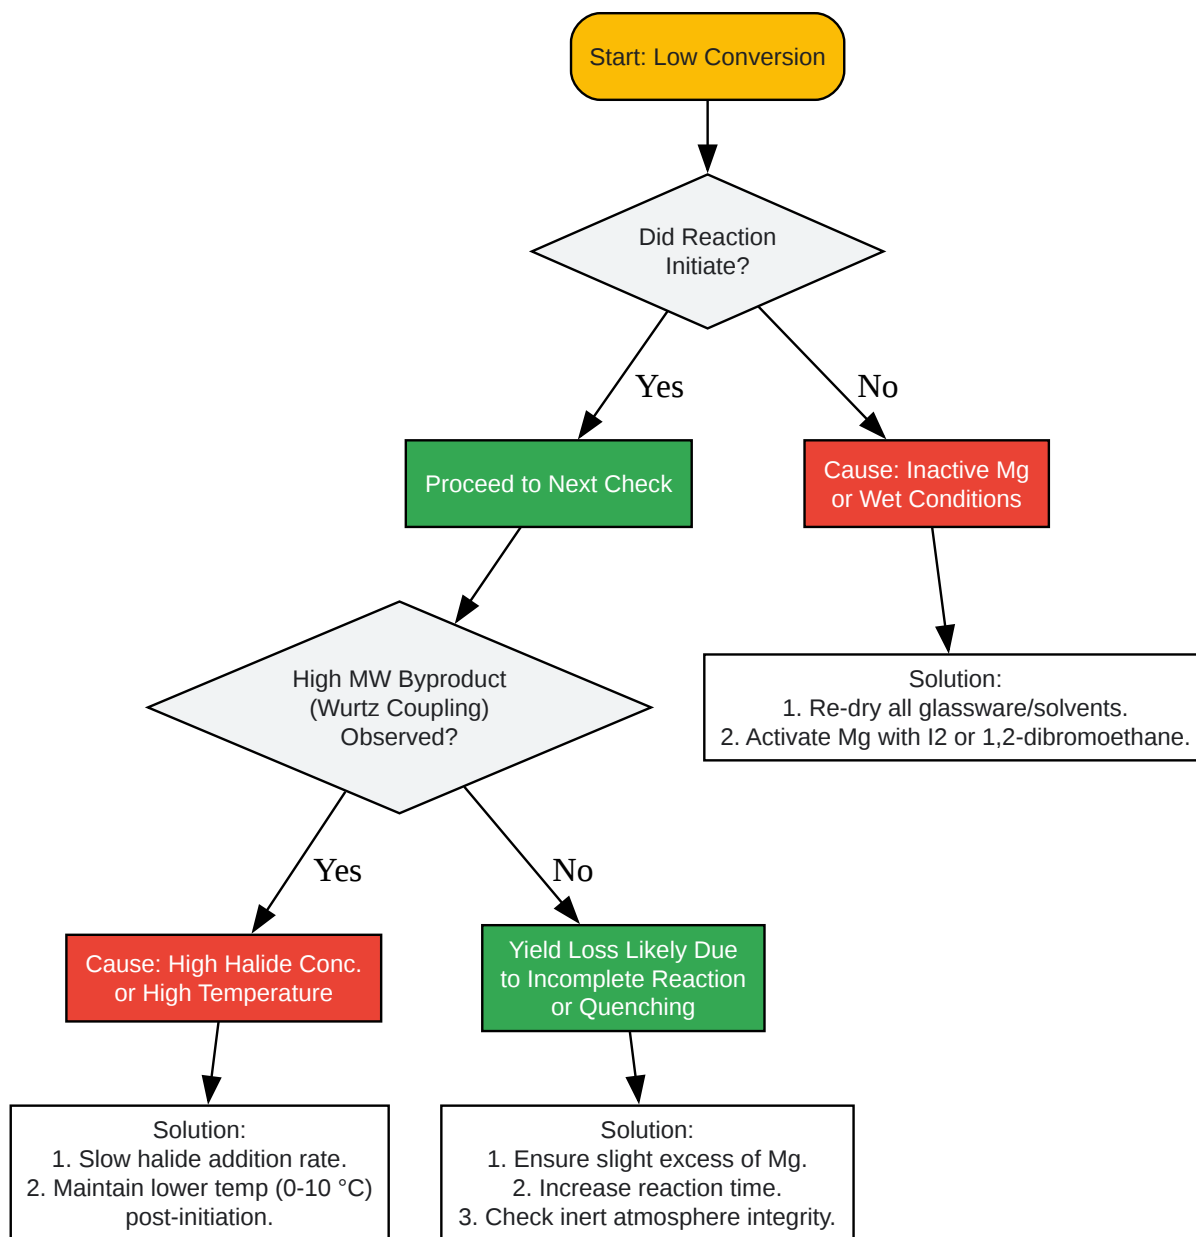 Start: Low Conversion
Did Reaction
Initiate?
Yes
No
Proceed to Next Check
Cause: Inactive Mg
or Wet Conditions
High MW Byproduct
(Wurtz Coupling)
Observed?
Solution:
1. Re-dry all glassware/solvents.
2. Activate Mg with I2 or 1,2-dibromoethane.
Yes
No
Cause: High Halide Conc.
or High Temperature
Yield Loss Likely Due
to Incomplete Reaction
or Quenching
Solution:
1. Slow halide addition rate.
2. Maintain lower temp (0-10 °C)
post-initiation.
Solution:
1. Ensure slight excess of Mg.
2. Increase reaction time.
3. Check inert atmosphere integrity.